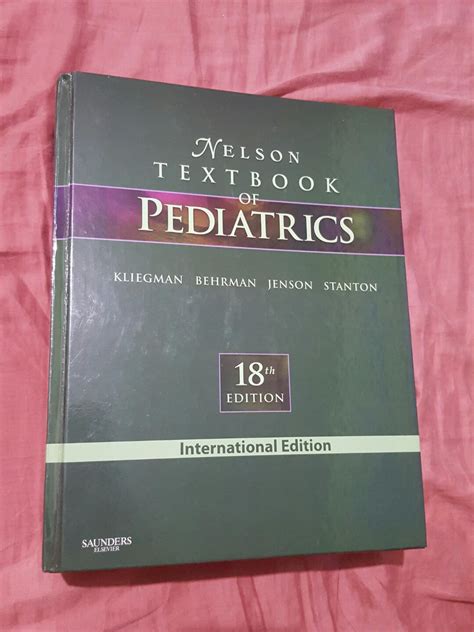 NELSON
TEXTBOOK
OF
PEDIATRICS
KLIEGMAN BEHRMAN JENSON STANTON
18th
EDITION
International Edition
SAUNDERS
ELSEVIER